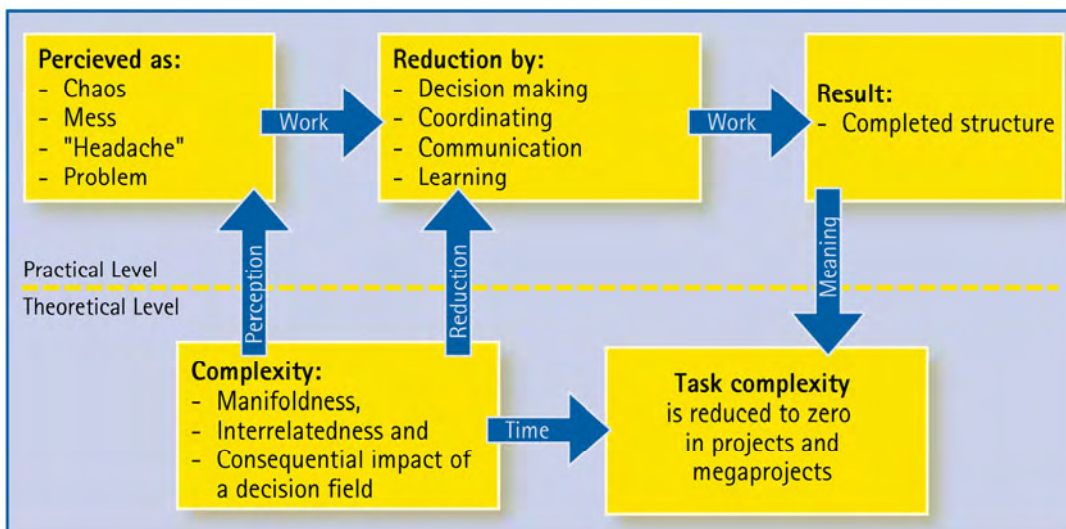 Percieved as:
- Chaos
- Mess
- "Headache"
- Problem
Work
Reduction by:
- Decision making
- Coordinating
- Communication
- Learning
Work
Result:
- Completed structure
Perception
Reduction
Meaning
Practical Level
Theoretical Level
Complexity:
- Manifoldness,
- Interrelatedness and
- Consequential impact of
a decision field
Time
Task complexity
is reduced to zero
in projects and
megaprojects